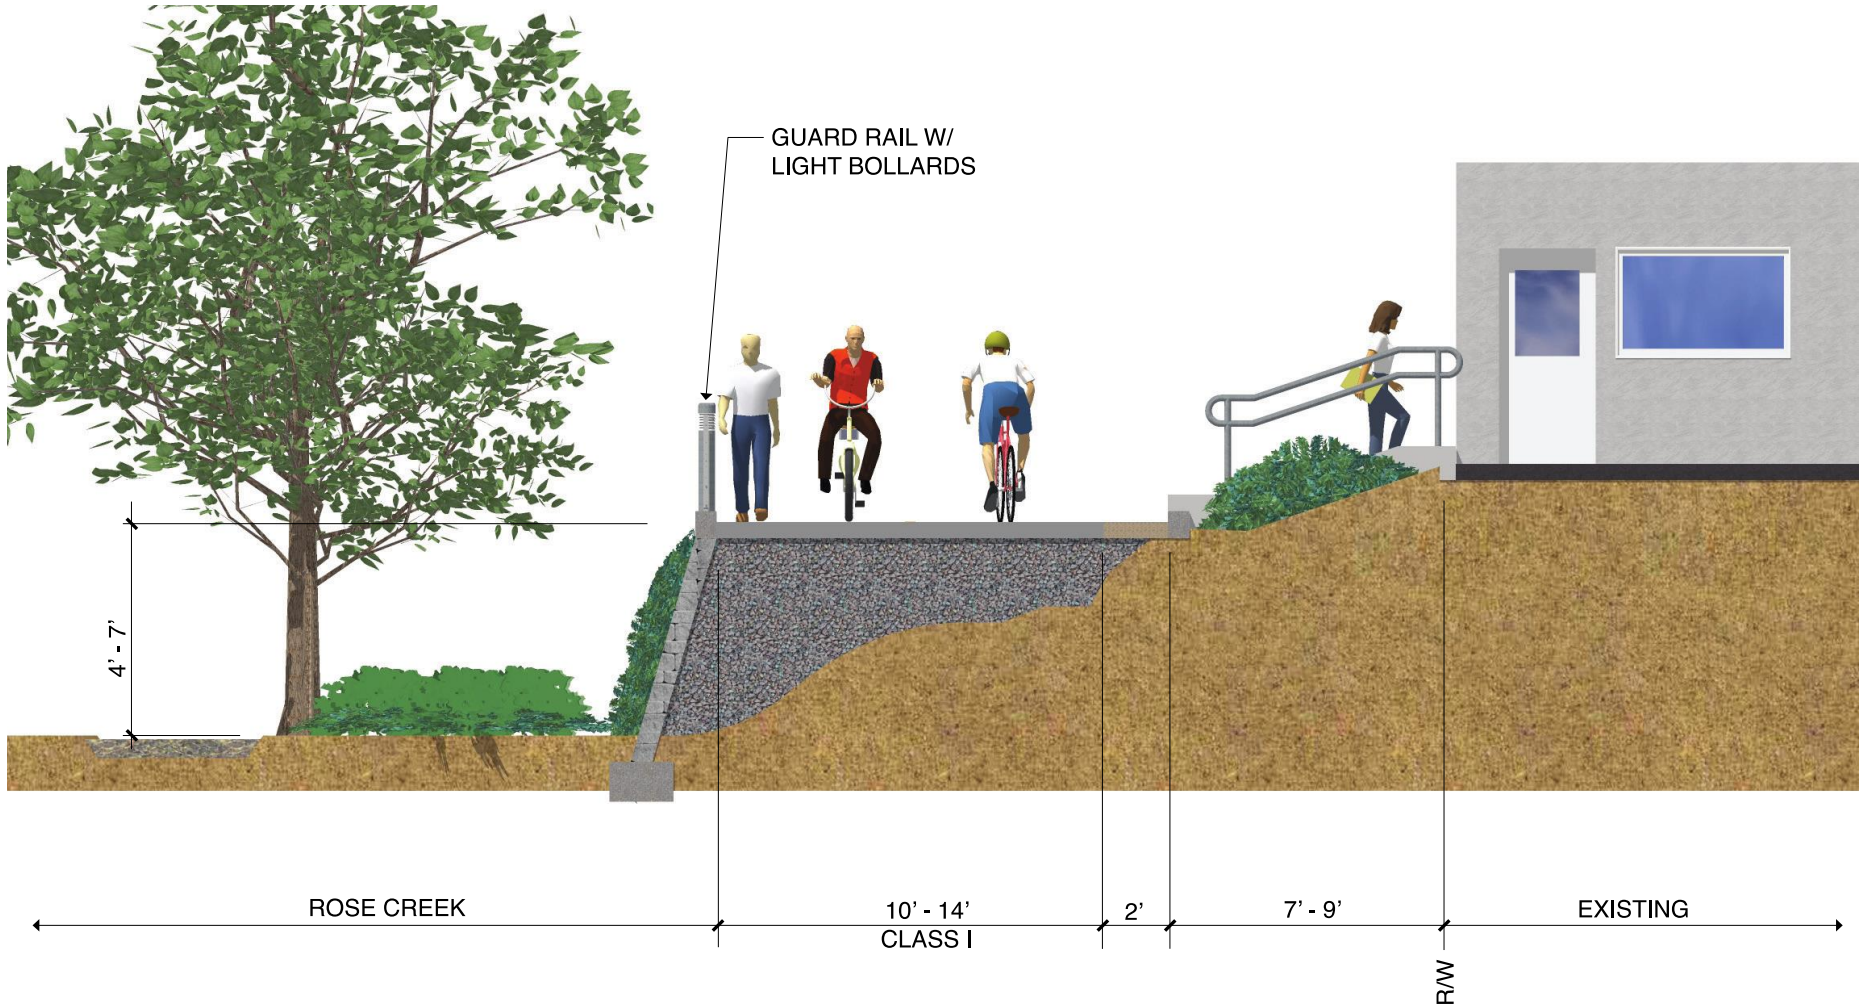 GUARD RAIL W/
LIGHT BOLLARDS
4' - 7'
ROSE CREEK
10' - 14'
CLASS I
2'
7' - 9'
EXISTING
R/W